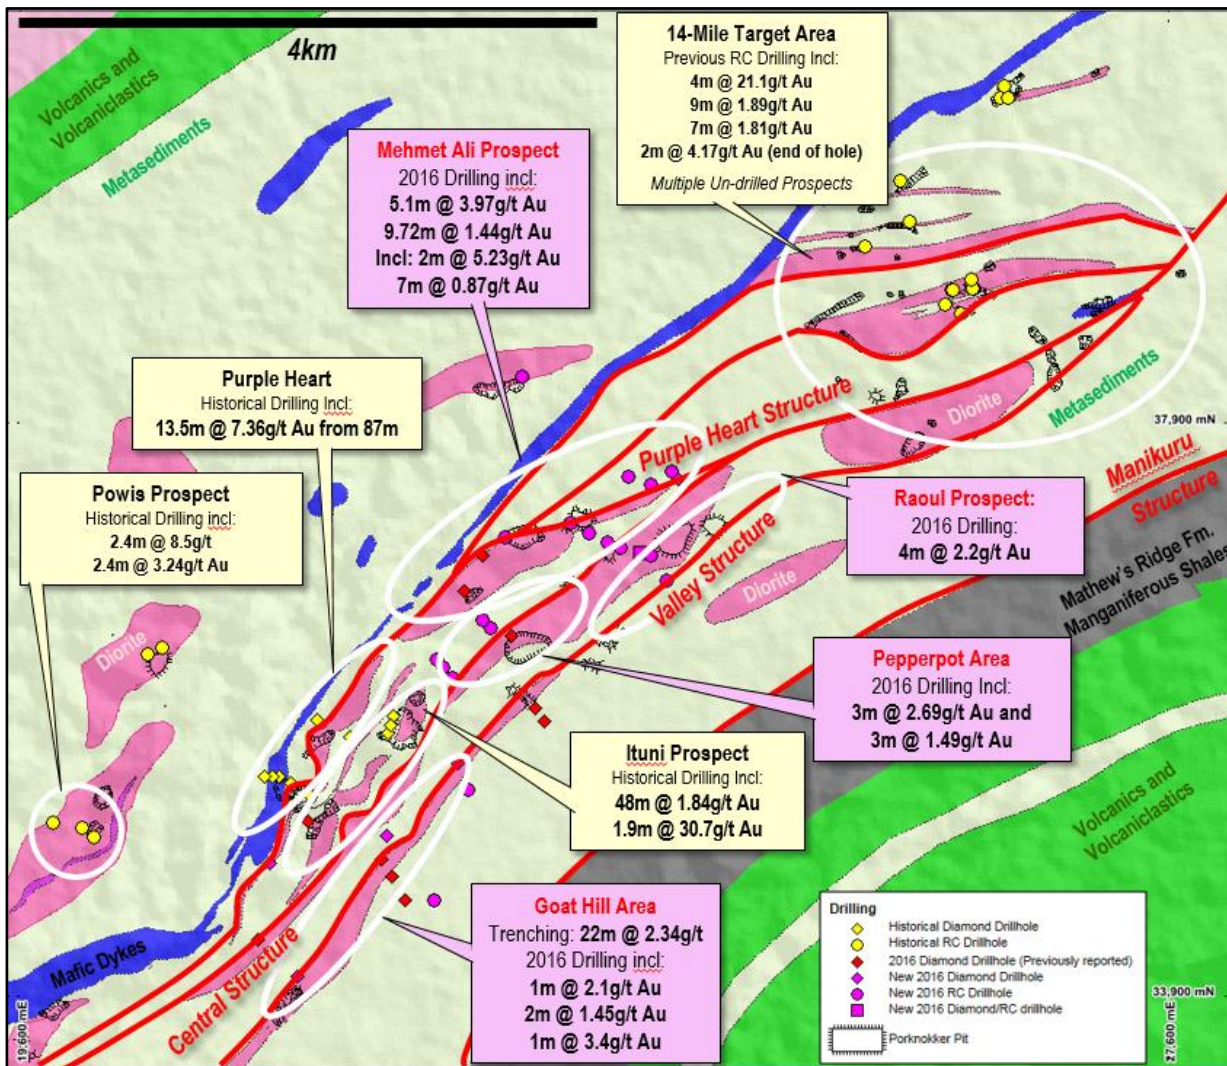 4km
Volcanics and
Volcaniclastics
Metasediments
14-Mile Target Area
Previous RC Drilling Incl:
4m @ 21.1g/t Au
9m @ 1.89g/t Au
7m @ 1.81g/t Au
2m @ 4.17g/t Au (end of hole)
Multiple Un-drilled Prospects
Mehmet Ali Prospect
2016 Drilling incl:
5.1m @ 3.97g/t Au
9.72m @ 1.44g/t Au
Incl: 2m @ 5.23g/t Au
7m @ 0.87g/t Au
Purple Heart
Historical Drilling Incl:
13.5m @ 7.36g/t Au from 87m
Powis Prospect
Historical Drilling incl:
2.4m @ 8.5g/t
2.4m @ 3.24g/t Au
Purple Heart Structure
Diorite
Metasediments
37,900 mN
Manikuru
Structure
Mathew's Ridge Fm.
Manganiferous Shales
Raoul Prospect:
2016 Drilling:
4m @ 2.2g/t Au
Valley Structure
Diorite
Diorite
Pepperpot Area
2016 Drilling Incl:
3m @ 2.69g/t Au and
3m @ 1.49g/t Au
Ituni Prospect
Historical Drilling Incl:
48m @ 1.84g/t Au
1.9m @ 30.7g/t Au
Volcanics and
Volcaniclastics
Goat Hill Area
Trenching: 22m @ 2.34g/t
2016 Drilling incl:
1m @ 2.1g/t Au
2m @ 1.45g/t Au
1m @ 3.4g/t Au
Mafic Dykes
Central Structure
19,600 mE
Drilling
Historical Diamond Drillhole
Historical RC Drillhole
2016 Diamond Drillhole (Previously reported)
New 2016 Diamond Drillhole
New 2016 RC Drillhole
New 2016 Diamond/RC drillhole
Porknokker Pit
33,900 mN
27,600 mE